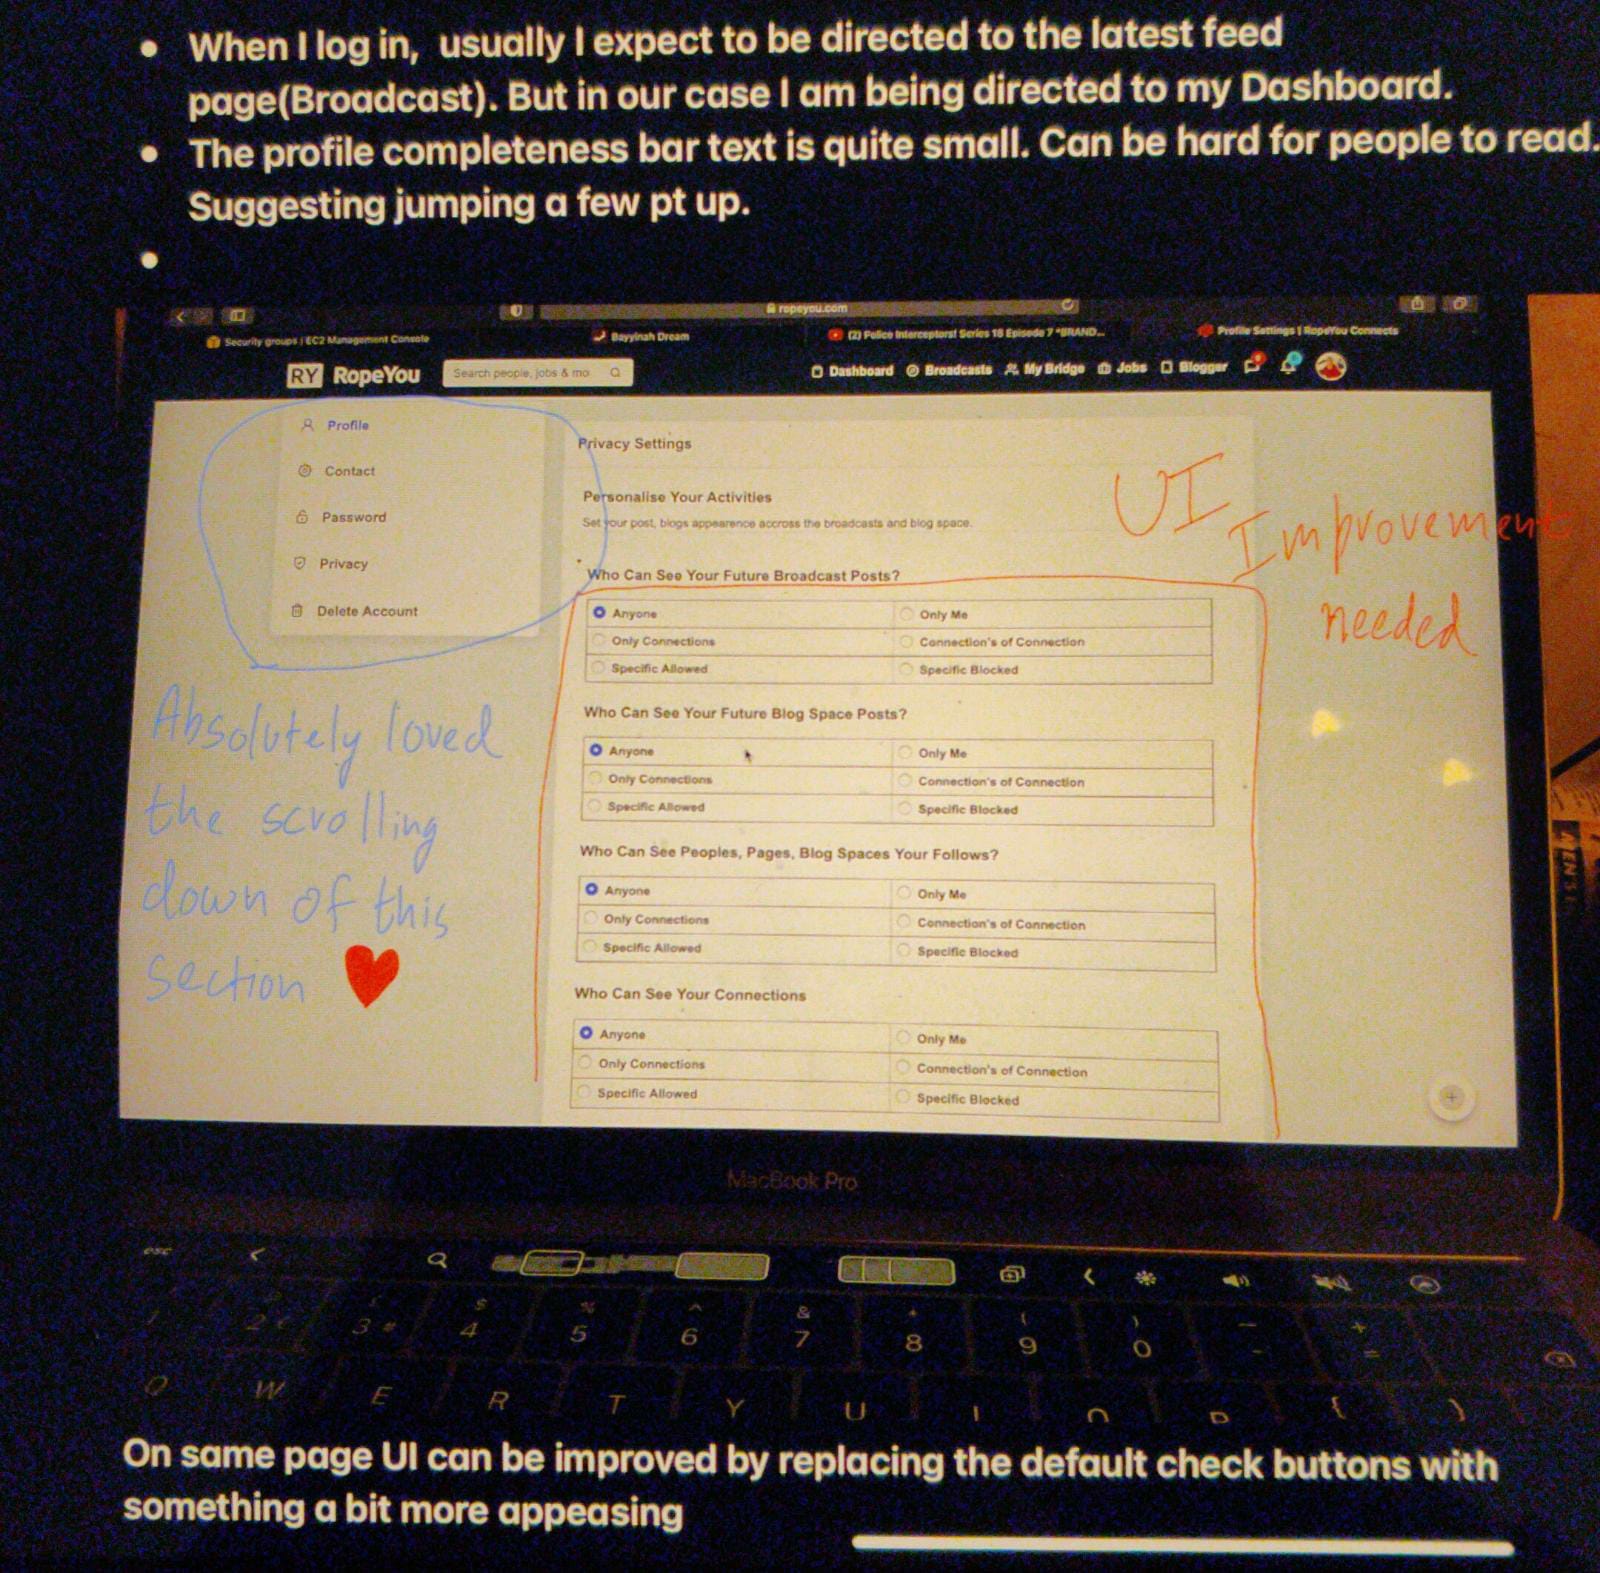 • When I log in, usually I expect to be directed to the latest feed
page(Broadcast). But in our case I am being directed to my Dashboard.
• The profile completeness bar text is quite small. Can be hard for people to read.
Suggesting jumping a few pt up.
•
ropeyou.com
Security groups | EC2 Management Console
Bayyinah Dream
(2) Police Interceptors! Series 18 Episode 7 *BRAND...
Profile Settings | RopeYou Connects
RY RopeYou
Search people, jobs & mo
Dashboard
Broadcasts
My Bridge
Jobs
Blogger
Profile
Contact
Password
Privacy
Delete Account
Absolutely loved
the scrolling
down of this
section ❤
Privacy Settings
Personalise Your Activities
Set your post, blogs appearence accross the broadcasts and blog space.
UI
Improvement
needed
Who Can See Your Future Broadcast Posts?
Anyone Only Me
Only Connections Connection's of Connection
Specific Allowed Specific Blocked
Who Can See Your Future Blog Space Posts?
Anyone Only Me
Only Connections Connection's of Connection
Specific Allowed Specific Blocked
Who Can See Peoples, Pages, Blog Spaces Your Follows?
Anyone Only Me
Only Connections Connection's of Connection
Specific Allowed Specific Blocked
Who Can See Your Connections
Anyone Only Me
Only Connections Connection's of Connection
Specific Allowed Specific Blocked
MacBook Pro
esc
$ % ^ & * ( ) — +
2 € 3 # 4 5 6 7 8 9 0 - =
Q W E R T Y U I O P { }
On same page UI can be improved by replacing the default check buttons with
something a bit more appeasing